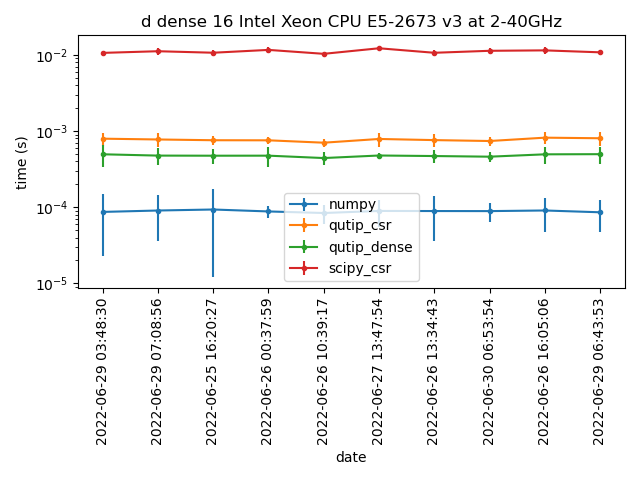 d dense 16 Intel Xeon CPU E5-2673 v3 at 2-40GHz
10⁻²
10⁻³
10⁻⁴
10⁻⁵
time (s)
numpy
qutip_csr
qutip_dense
scipy_csr
2022-06-29 03:48:30
2022-06-29 07:08:56
2022-06-25 16:20:27
2022-06-26 00:37:59
2022-06-26 10:39:17
2022-06-27 13:47:54
2022-06-26 13:34:43
2022-06-30 06:53:54
2022-06-26 16:05:06
2022-06-29 06:43:53
date